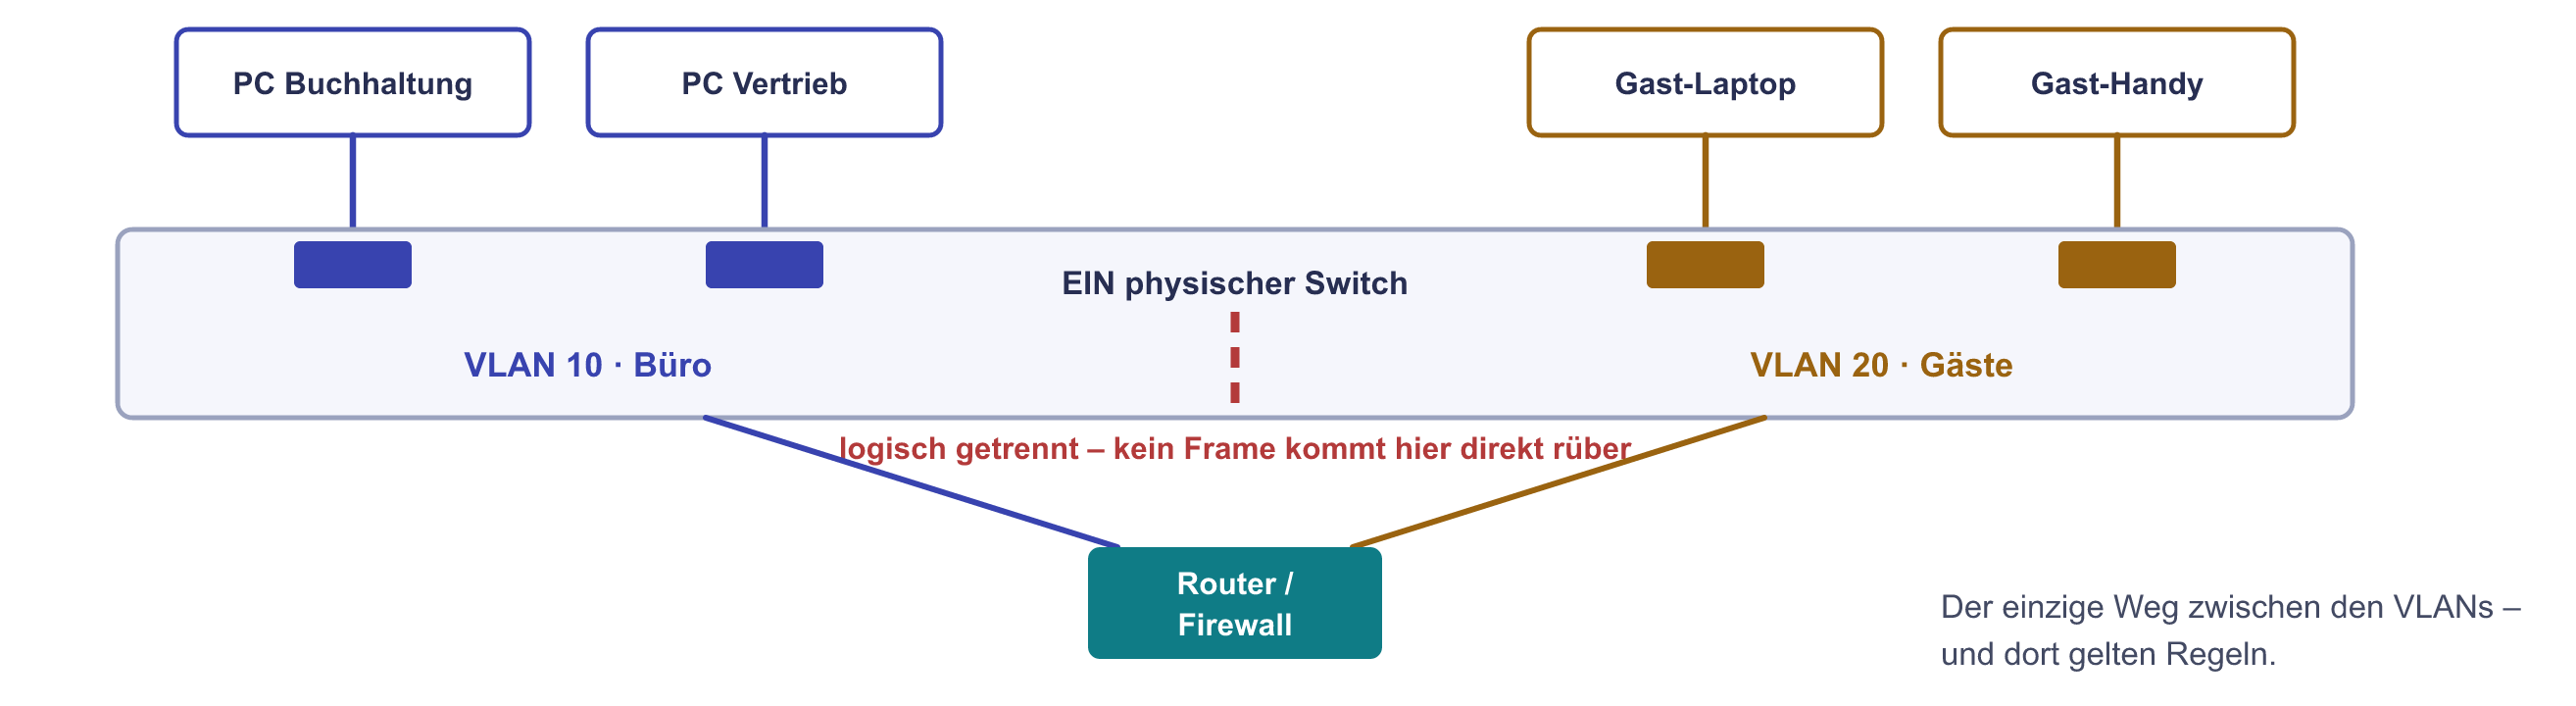 PC Buchhaltung
PC Vertrieb
Gast-Laptop
Gast-Handy
EIN physischer Switch
VLAN 10 · Büro
VLAN 20 · Gäste
logisch getrennt – kein Frame kommt hier direkt rüber
Router /
Firewall
Der einzige Weg zwischen den VLANs –
und dort gelten Regeln.